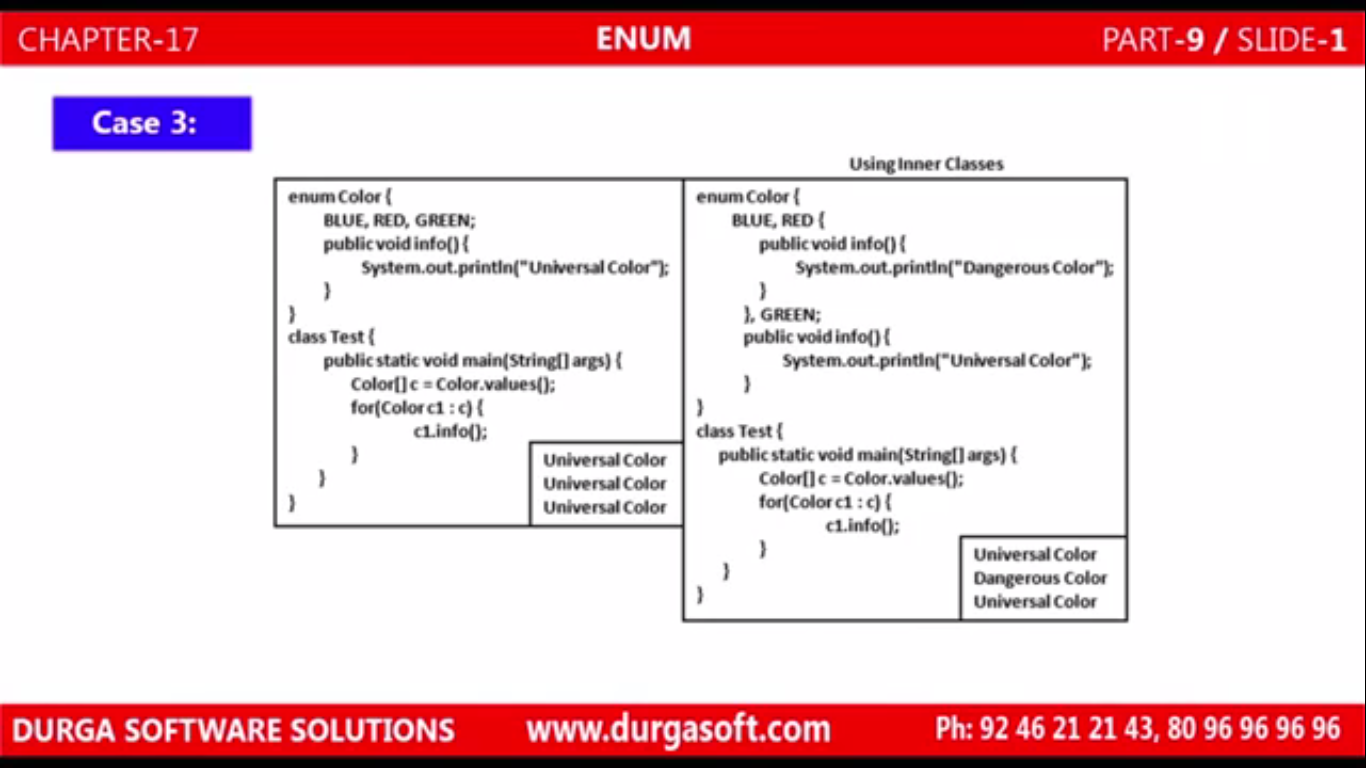 CHAPTER-17
ENUM
PART-9 / SLIDE-1
Case 3:
enum Color {
BLUE, RED, GREEN;
public void info() {
System.out.println("Universal Color");
}
}
class Test {
public static void main(String[] args) {
Color[] c = Color.values();
for(Color c1 : c) {
c1.info();
}
}
}
Universal Color
Universal Color
Universal Color
Using Inner Classes
enum Color {
BLUE, RED {
public void info() {
System.out.println("Dangerous Color");
}
}, GREEN;
public void info() {
System.out.println("Universal Color");
}
}
class Test {
public static void main(String[] args) {
Color[] c = Color.values();
for(Color c1 : c) {
c1.info();
}
}
}
Universal Color
Dangerous Color
Universal Color
DURGA SOFTWARE SOLUTIONS
www.durgasoft.com
Ph: 92 46 21 21 43, 80 96 96 96 96